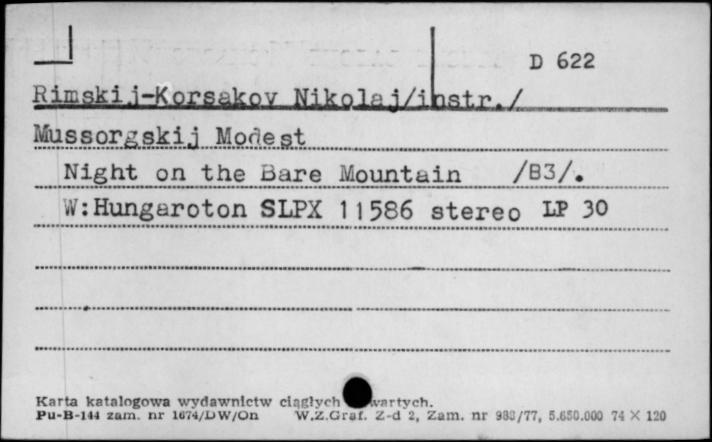 D 622
Rimskij-Korsakov Nikolaj/instr./
Mussorgskij Modest
Night on the Bare Mountain /B3/.
W:Hungaroton SLPX 11586 stereo LP 30
Karta katalogowa wydawnictw ciągłych wartych.
Pu-B-144 zam. nr 1674/DW/On W.Z.Graf. Z-d 2, Zam. nr 983/77, 5.650.000 74 X 120